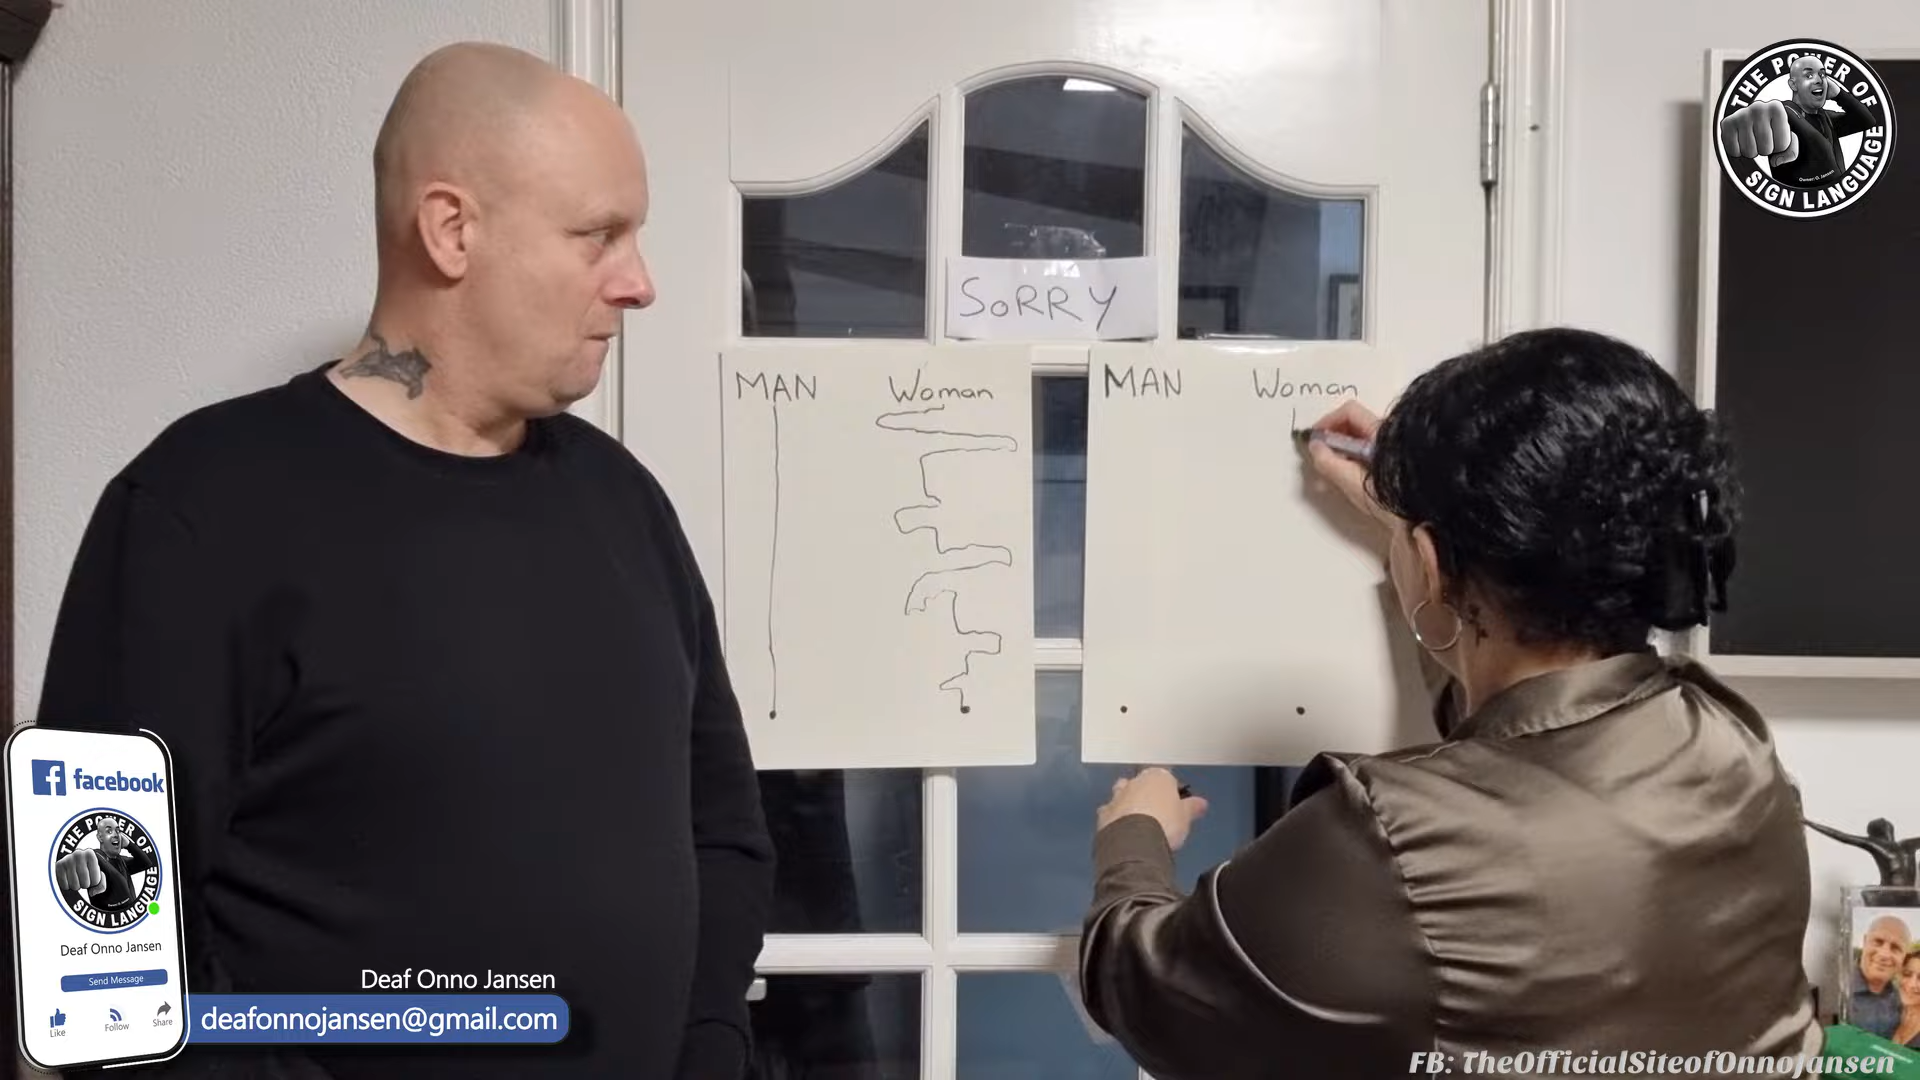 THE POWER OF
SIGN LANGUAGE
SORRY
MAN Woman
MAN Woman
facebook
THE POWER OF
SIGN LANGUAGE
Deaf Onno Jansen
Send Message
Like Follow Share
Deaf Onno Jansen
deafonnojansen@gmail.com
FB: TheOfficialSiteofOnnoJansen